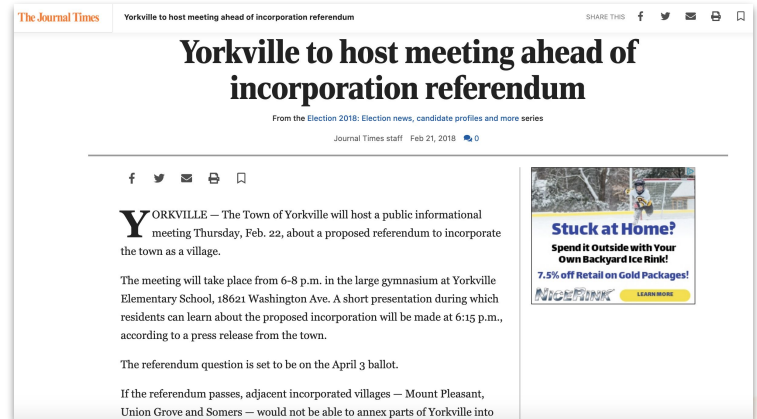 The Journal Times
Yorkville to host meeting ahead of incorporation referendum
SHARE THIS
Yorkville to host meeting ahead of
incorporation referendum
From the Election 2018: Election news, candidate profiles and more series
Journal Times staff Feb 21, 2018 0
YORKVILLE — The Town of Yorkville will host a public informational
meeting Thursday, Feb. 22, about a proposed referendum to incorporate
the town as a village.
The meeting will take place from 6-8 p.m. in the large gymnasium at Yorkville
Elementary School, 18621 Washington Ave. A short presentation during which
residents can learn about the proposed incorporation will be made at 6:15 p.m.,
according to a press release from the town.
The referendum question is set to be on the April 3 ballot.
If the referendum passes, adjacent incorporated villages — Mount Pleasant,
Union Grove and Somers — would not be able to annex parts of Yorkville into
Stuck at Home?
Spend it Outside with Your
Own Backyard Ice Rink!
7.5% off Retail on Gold Packages!
NICERINK
LEARN MORE